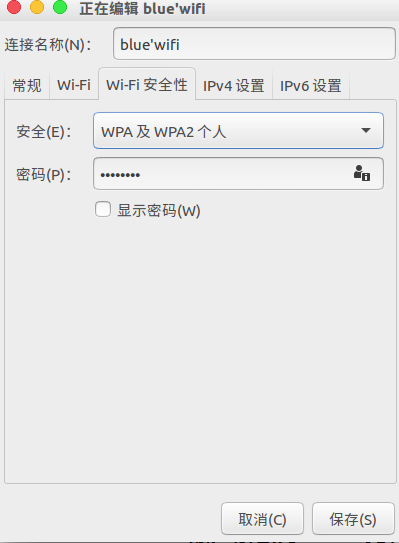 正在编辑 blue'wifi
连接名称(N)： blue'wifi
常规 Wi-Fi Wi-Fi 安全性 IPv4 设置 IPv6 设置
安全(E)： WPA 及 WPA2 个人
密码(P)： ••••••••
显示密码(W)
取消(C) 保存(S)